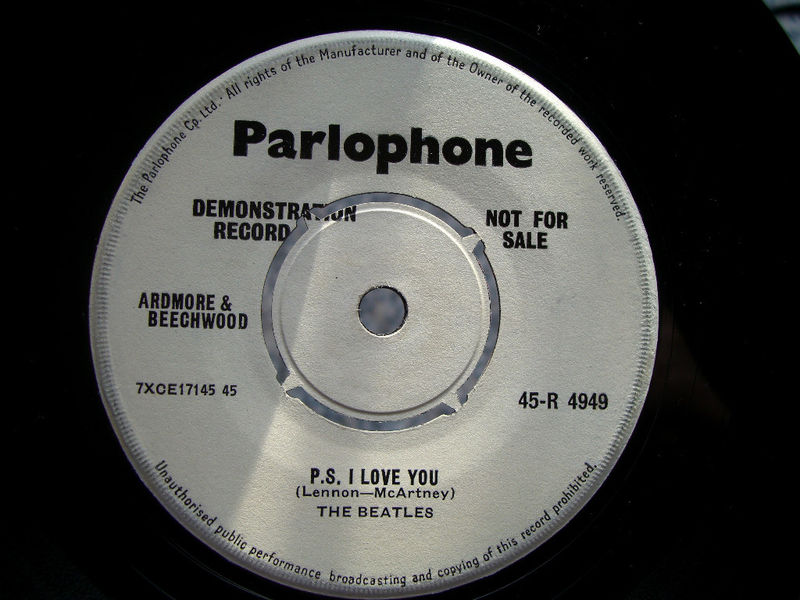 The Parlophone Co. Ltd. · All rights of the Manufacturer and of the Owner of the recorded work reserved.
Parlophone
DEMONSTRATION
RECORD
NOT FOR
SALE
ARDMORE &
BEECHWOOD
7XCE17145 45
45-R 4949
P.S. I LOVE YOU
(Lennon—McArtney)
THE BEATLES
Unauthorised public performance broadcasting and copying of this record prohibited.